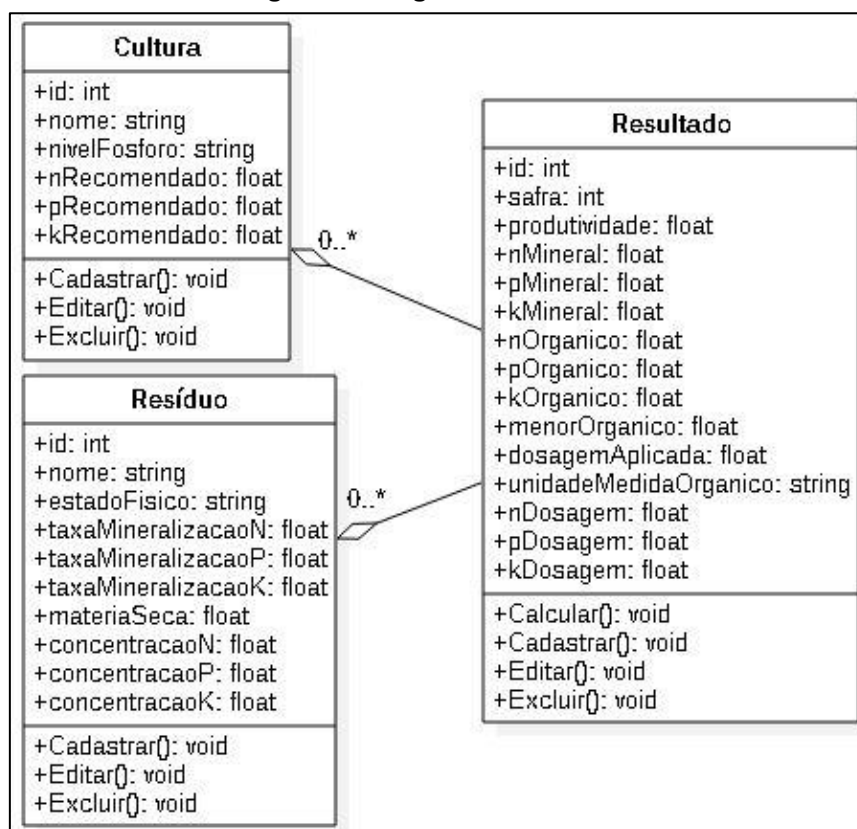 Cultura
+id: int
+nome: string
+nivelFosforo: string
+nRecomendado: float
+pRecomendado: float
+kRecomendado: float
+Cadastrar(): void
+Editar(): void
+Excluir(): void
0..*
Resíduo
+id: int
+nome: string
+estadoFisico: string
+taxaMineralizacaoN: float
+taxaMineralizacaoP: float
+taxaMineralizacaoK: float
+materiaSeca: float
+concentracaoN: float
+concentracaoP: float
+concentracaoK: float
+Cadastrar(): void
+Editar(): void
+Excluir(): void
0..*
Resultado
+id: int
+safra: int
+produtividade: float
+nMineral: float
+pMineral: float
+kMineral: float
+nOrganico: float
+pOrganico: float
+kOrganico: float
+menorOrganico: float
+dosagemAplicada: float
+unidadeMedidaOrganico: string
+nDosagem: float
+pDosagem: float
+kDosagem: float
+Calcular(): void
+Cadastrar(): void
+Editar(): void
+Excluir(): void